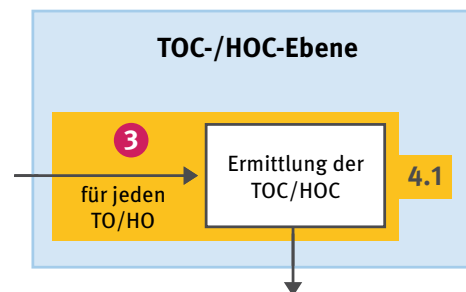 TOC-/HOC-Ebene
3
für jeden
TO/HO
Ermittlung der
TOC/HOC
4.1